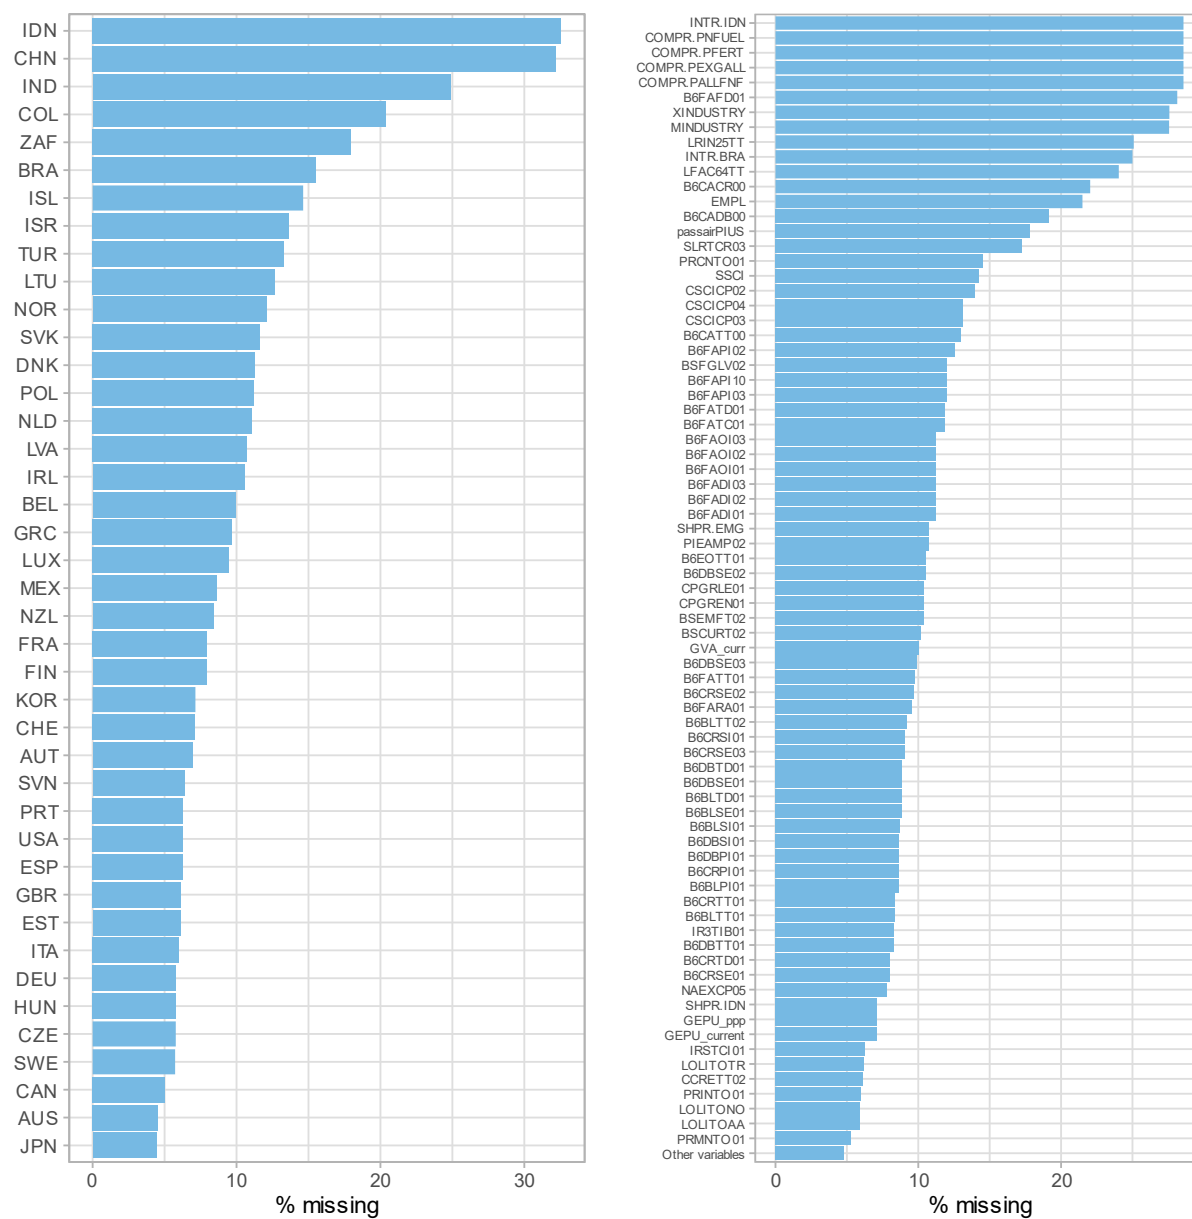 IDN
CHN
IND
COL
ZAF
BRA
ISL
ISR
TUR
LTU
NOR
SVK
DNK
POL
NLD
LVA
IRL
BEL
GRC
LUX
MEX
NZL
FRA
FIN
KOR
CHE
AUT
SVN
PRT
USA
ESP
GBR
EST
ITA
DEU
HUN
CZE
SWE
CAN
AUS
JPN
0 10 20 30
% missing
INTR.IDN
COMPR.PNFUEL
COMPR.PFERT
COMPR.PEXGALL
COMPR.PALLFNF
B6FAFD01
XINDUSTRY
MINDUSTRY
LRIN25TT
INTR.BRA
LFAC64TT
B6CACR00
EMPL
B6CADB00
passairPIUS
SLRTCR03
PRCNTO01
SSCI
CSCICP02
CSCICP04
CSCICP03
B6CATT00
B6FAPI02
BSFGLV02
B6FAPI10
B6FAPI03
B6FATD01
B6FATC01
B6FAOI03
B6FAOI02
B6FAOI01
B6FADI03
B6FADI02
B6FADI01
SHPR.EMG
PIEAMP02
B6EOTT01
B6DBSE02
CPGRLE01
CPGREN01
BSEMFT02
BSCURT02
GVA_curr
B6DBSE03
B6FATT01
B6CRSE02
B6FARA01
B6BLTT02
B6CRSI01
B6CRSE03
B6DBTD01
B6DBSE01
B6BLTD01
B6BLSE01
B6BLSI01
B6DBSI01
B6DBPI01
B6CRPI01
B6BLPI01
B6CRTT01
B6BLTT01
IR3TIB01
B6DBTT01
B6CRTD01
B6CRSE01
NAEXCP05
SHPR.IDN
GEPU_ppp
GEPU_current
IRSTCI01
LOLITOTR
CCRETT02
PRINTO01
LOLITONO
LOLITOAA
PRMNTO01
Other variables
0 10 20
% missing